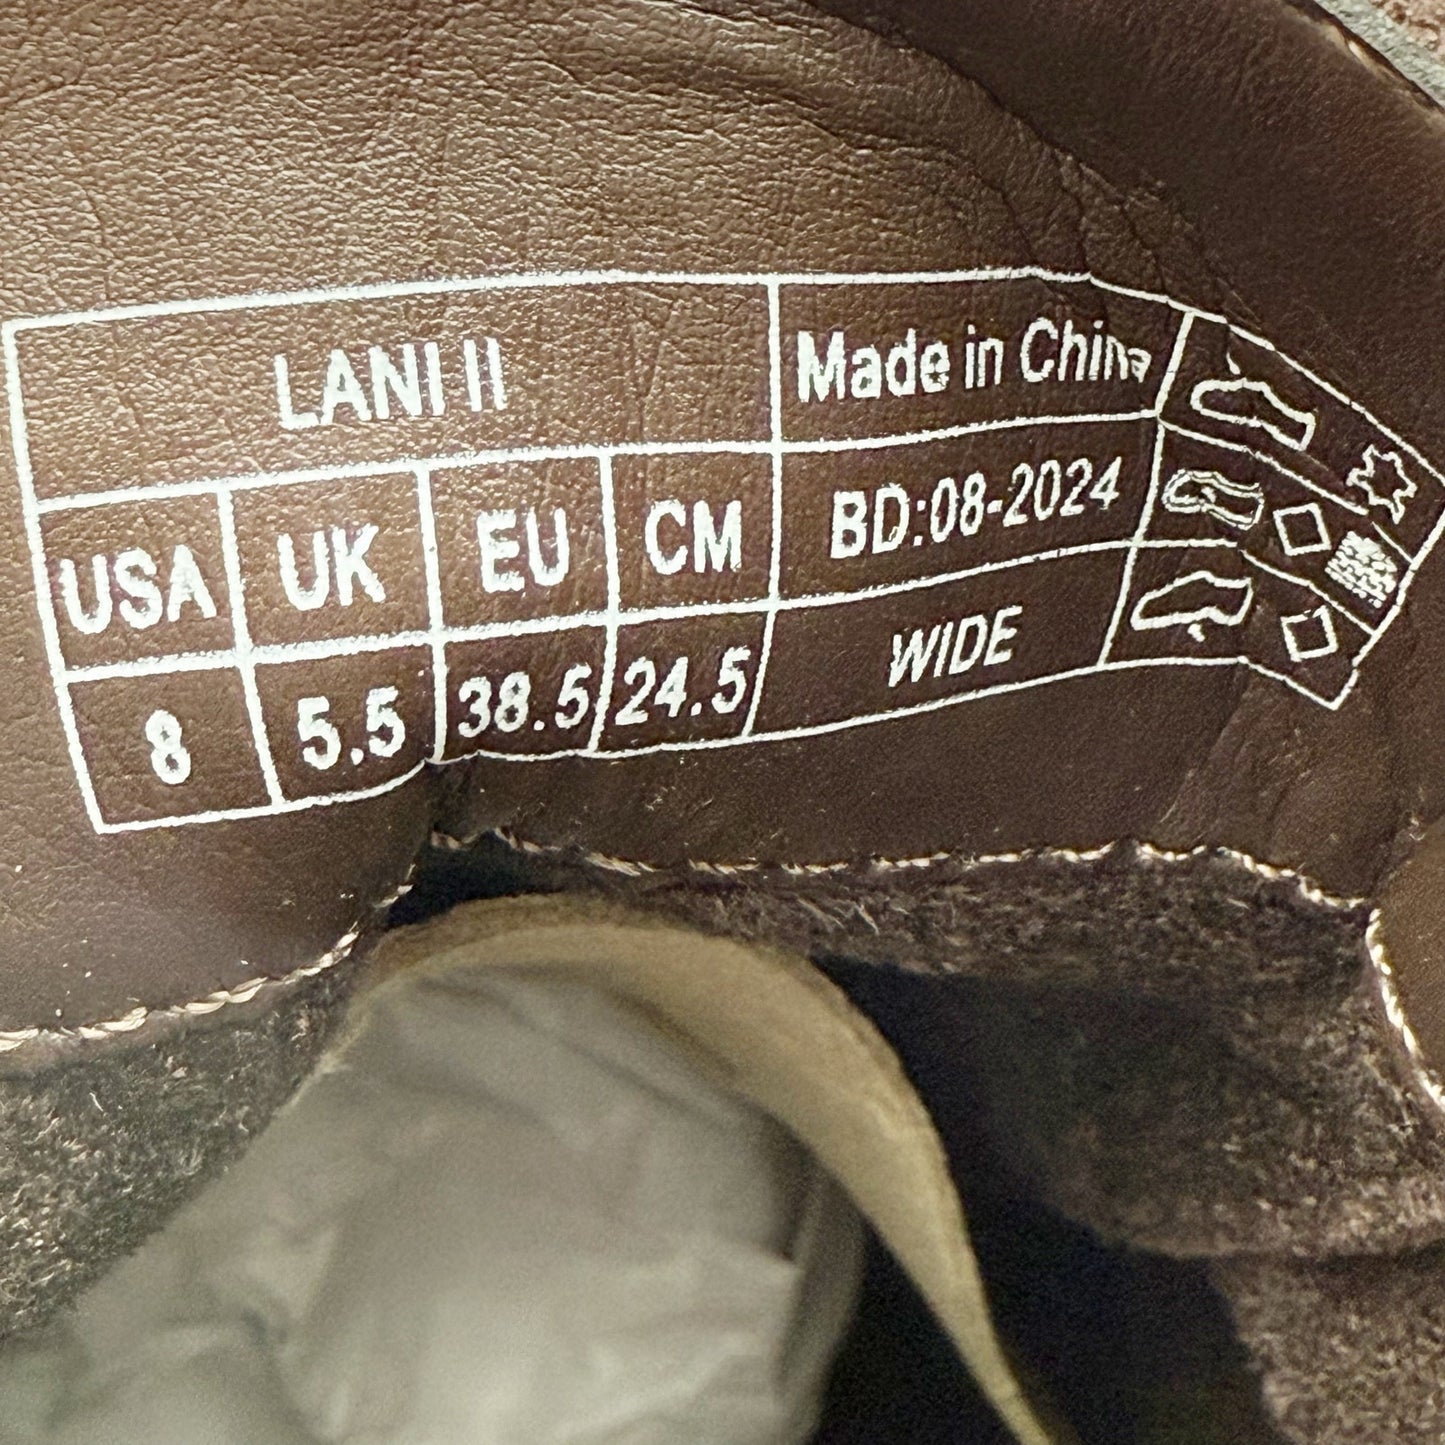 LANI II Made in China
USA UK EU CM BD:08-2024
8 5.5 38.5 24.5 WIDE